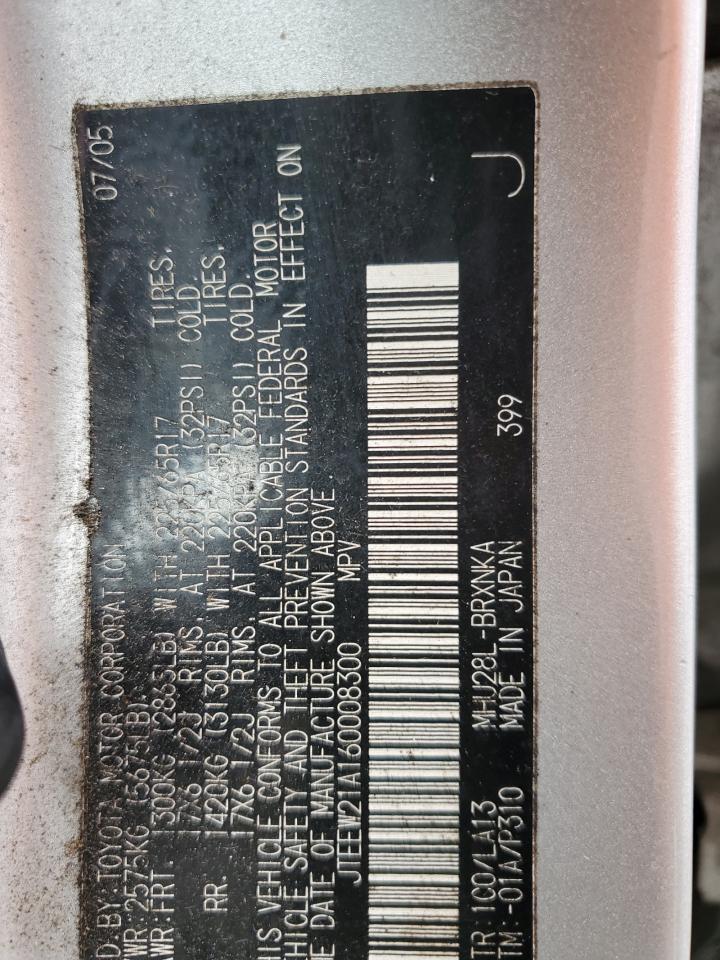 D.BY:TOYOTA MOTOR CORPORATION 07/05
WR:2575KG (5675LB)
AWR:FRT. 1300KG (2865LB) WITH 225/65R17 TIRES.
17X6 1/2J RIMS. AT 220KPA (32PSI) COLD.
RR. 1420KG (3130LB) WITH 225/65R17 TIRES.
17X6 1/2J RIMS. AT 220KPA (32PSI) COLD.
HIS VEHICLE CONFORMS TO ALL APPLICABLE FEDERAL MOTOR
EHICLE SAFETY AND THEFT PREVENTION STANDARDS IN EFFECT ON
E DATE OF MANUFACTURE SHOWN ABOVE.
JTEEW21A160008300 MPV
TR:1C0/LA13 MHU28L-BRXNKA
TM:-01A/P310 MADE IN JAPAN 399 J